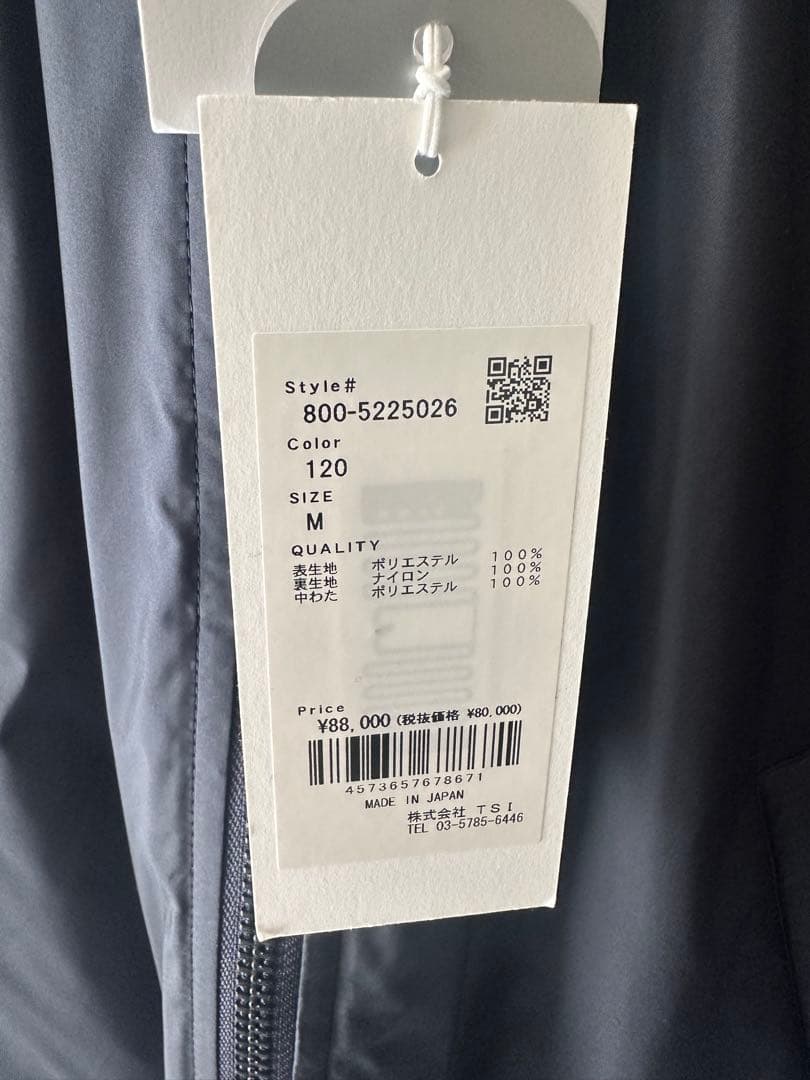 Style#
800-5225026
Color
120
SIZE
M
QUALITY
表生地 ポリエステル 100%
裏生地 ナイロン 100%
中わた ポリエステル 100%
Price
¥88,000(税抜価格 ¥80,000)
4573657678671
MADE IN JAPAN
株式会社 TSI
TEL 03-5785-6446